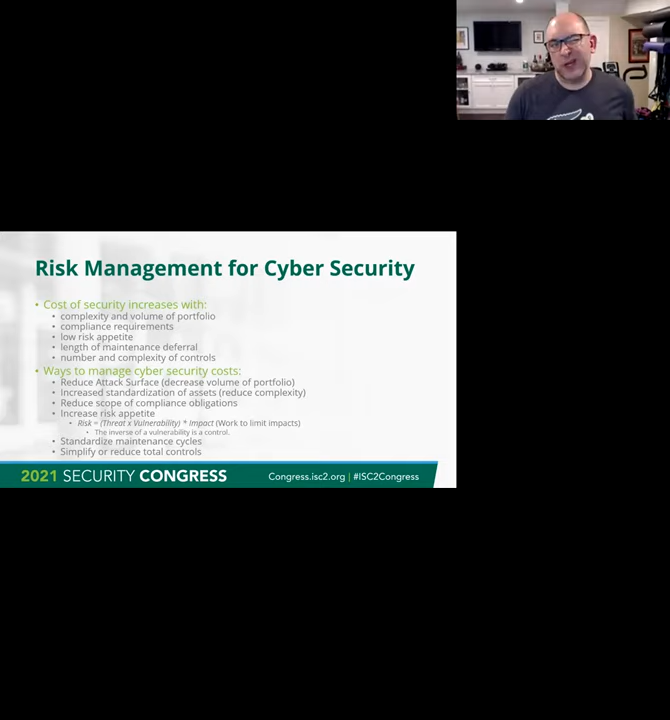 Risk Management for Cyber Security
• Cost of security increases with:
• complexity and volume of portfolio
• compliance requirements
• low risk appetite
• length of maintenance deferral
• number and complexity of controls
• Ways to manage cyber security costs:
• Reduce Attack Surface (decrease volume of portfolio)
• Increased standardization of assets (reduce complexity)
• Reduce scope of compliance obligations
• Increase risk appetite
• Risk = (Threat x Vulnerability) * Impact (Work to limit impacts)
• The inverse of a vulnerability is a control.
• Standardize maintenance cycles
• Simplify or reduce total controls
2021 SECURITY CONGRESS
Congress.isc2.org | #ISC2Congress